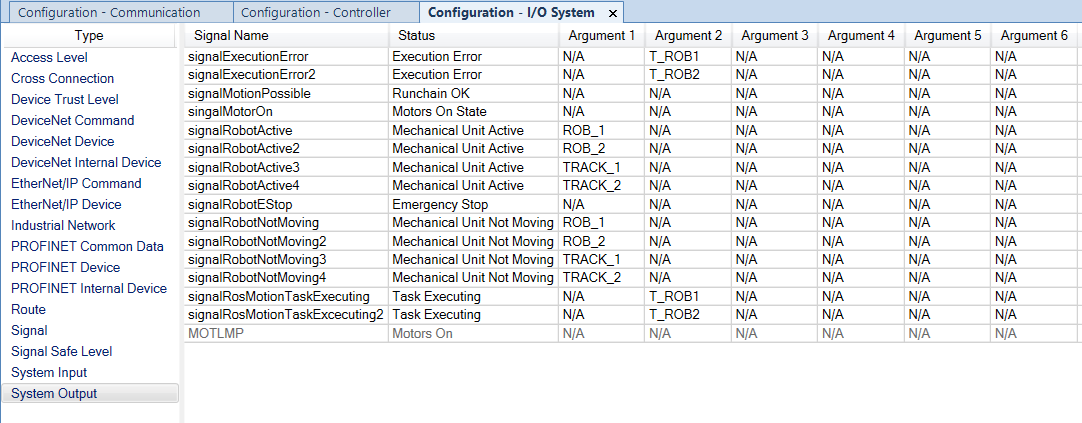 Configuration - Communication Configuration - Controller Configuration - I/O System ×
Type
Access Level
Cross Connection
Device Trust Level
DeviceNet Command
DeviceNet Device
DeviceNet Internal Device
EtherNet/IP Command
EtherNet/IP Device
Industrial Network
PROFINET Common Data
PROFINET Device
PROFINET Internal Device
Route
Signal
Signal Safe Level
System Input
System Output
Signal Name Status Argument 1 Argument 2 Argument 3 Argument 4 Argument 5 Argument 6
signalExecutionError Execution Error N/A T_ROB1 N/A N/A N/A N/A
signalExecutionError2 Execution Error N/A T_ROB2 N/A N/A N/A N/A
signalMotionPossible Runchain OK N/A N/A N/A N/A N/A N/A
singalMotorOn Motors On State N/A N/A N/A N/A N/A N/A
signalRobotActive Mechanical Unit Active ROB_1 N/A N/A N/A N/A N/A
signalRobotActive2 Mechanical Unit Active ROB_2 N/A N/A N/A N/A N/A
signalRobotActive3 Mechanical Unit Active TRACK_1 N/A N/A N/A N/A N/A
signalRobotActive4 Mechanical Unit Active TRACK_2 N/A N/A N/A N/A N/A
signalRobotEStop Emergency Stop N/A N/A N/A N/A N/A N/A
signalRobotNotMoving Mechanical Unit Not Moving ROB_1 N/A N/A N/A N/A N/A
signalRobotNotMoving2 Mechanical Unit Not Moving ROB_2 N/A N/A N/A N/A N/A
signalRobotNotMoving3 Mechanical Unit Not Moving TRACK_1 N/A N/A N/A N/A N/A
signalRobotNotMoving4 Mechanical Unit Not Moving TRACK_2 N/A N/A N/A N/A N/A
signalRosMotionTaskExecuting Task Executing N/A T_ROB1 N/A N/A N/A N/A
signalRosMotionTaskExcecuting2 Task Executing N/A T_ROB2 N/A N/A N/A N/A
MOTLMP Motors On N/A N/A N/A N/A N/A N/A